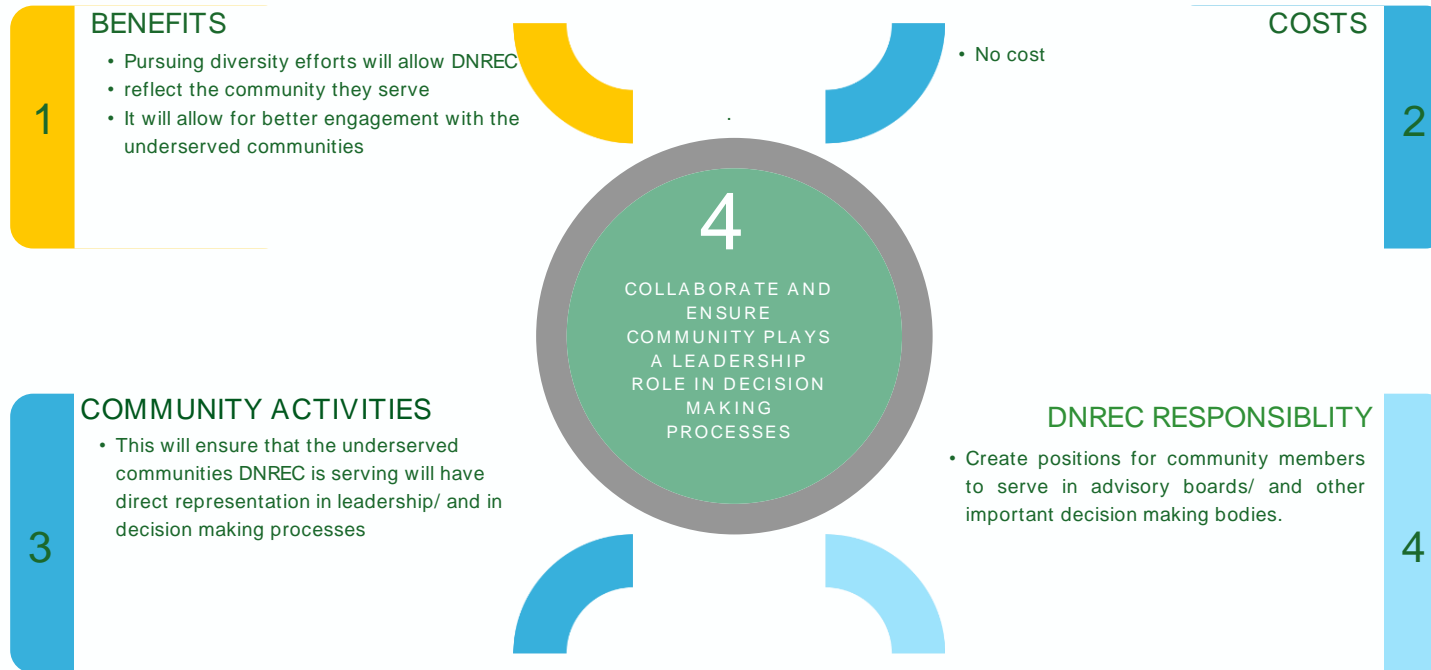 BENEFITS
• Pursuing diversity efforts will allow DNREC
• reflect the community they serve
• It will allow for better engagement with the
underserved communities
1
COSTS
• No cost
2
.
4
COLLABORATE AND
ENSURE
COMMUNITY PLAYS
A LEADERSHIP
ROLE IN DECISION
MAKING
PROCESSES
COMMUNITY ACTIVITIES
• This will ensure that the underserved
communities DNREC is serving will have
direct representation in leadership/ and in
decision making processes
3
DNREC RESPONSIBLITY
• Create positions for community members
to serve in advisory boards/ and other
important decision making bodies.
4